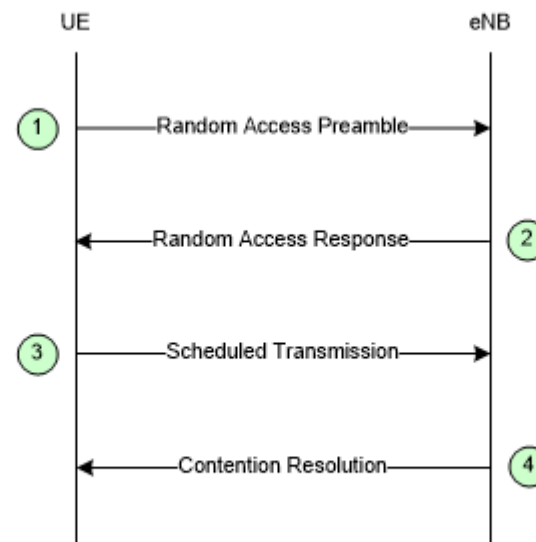 UE
eNB
1
Random Access Preamble
Random Access Response
2
3
Scheduled Transmission
Contention Resolution
4